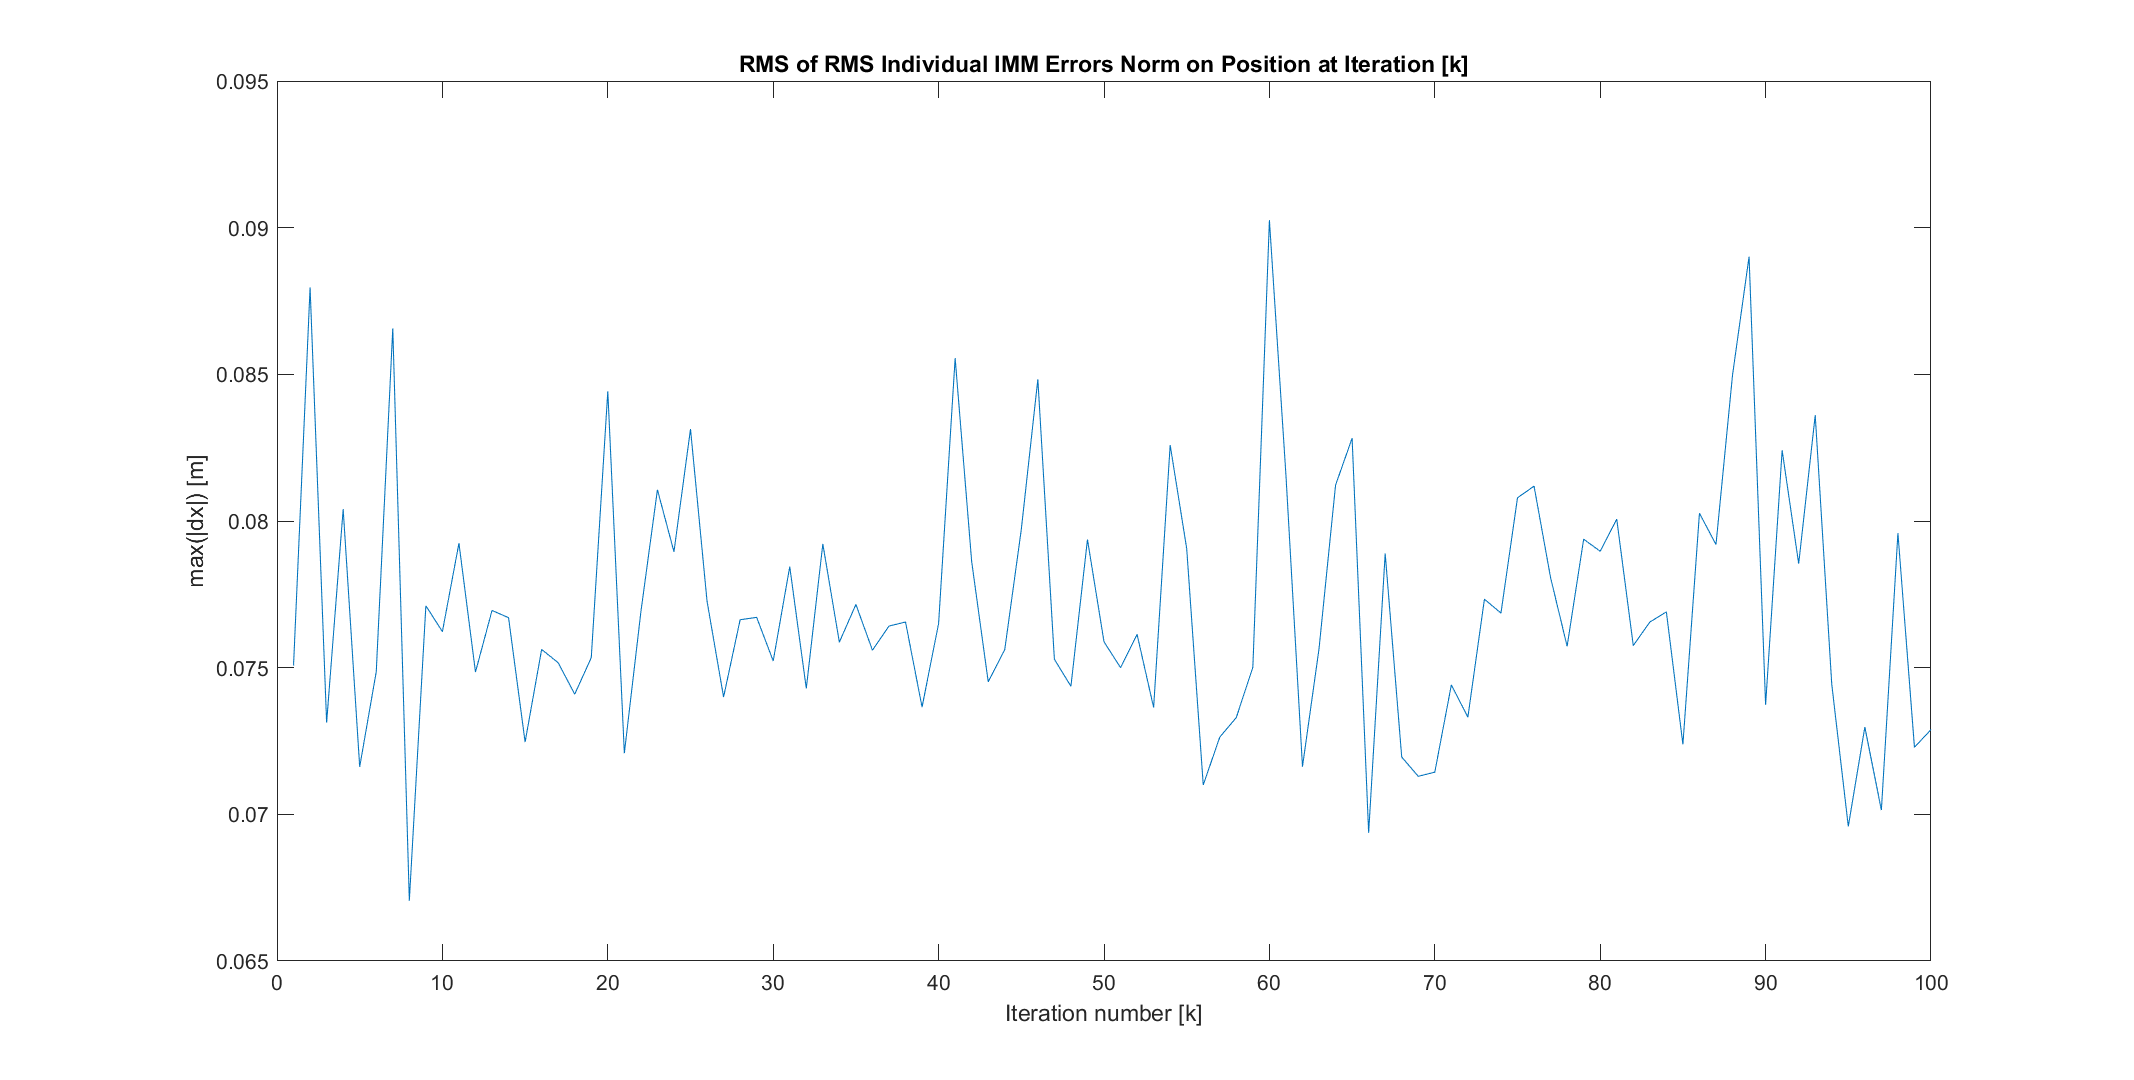 RMS of RMS Individual IMM Errors Norm on Position at Iteration [k]
0.095
0.09
0.085
0.08
0.075
0.07
0.065
max(|dx|) [m]
0 10 20 30 40 50 60 70 80 90 100
Iteration number [k]